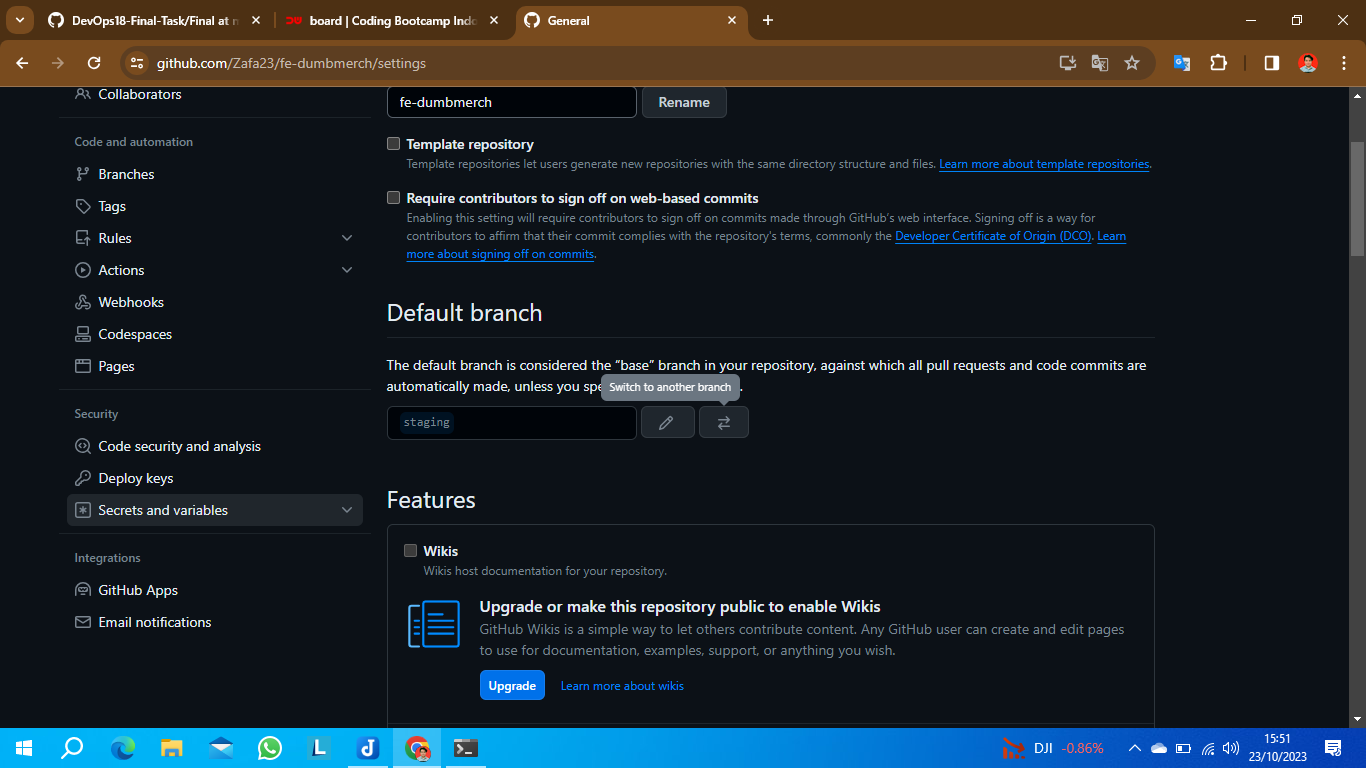 DevOps18-Final-Task/Final at m
board | Coding Bootcamp Indo
General
github.com/Zafa23/fe-dumbmerch/settings
Collaborators
Code and automation
Branches
Tags
Rules
Actions
Webhooks
Codespaces
Pages
Security
Code security and analysis
Deploy keys
Secrets and variables
Integrations
GitHub Apps
Email notifications
fe-dumbmerch
Rename
Template repository
Template repositories let users generate new repositories with the same directory structure and files. Learn more about template repositories.
Require contributors to sign off on web-based commits
Enabling this setting will require contributors to sign off on commits made through GitHub's web interface. Signing off is a way for
contributors to affirm that their commit complies with the repository's terms, commonly the Developer Certificate of Origin (DCO). Learn
more about signing off on commits.
Default branch
The default branch is considered the “base” branch in your repository, against which all pull requests and code commits are
automatically made, unless you spe
Switch to another branch
.
staging
Features
Wikis
Wikis host documentation for your repository.
Upgrade or make this repository public to enable Wikis
GitHub Wikis is a simple way to let others contribute content. Any GitHub user can create and edit pages
to use for documentation, examples, support, or anything you wish.
Upgrade
Learn more about wikis
DJI -0.86%
15:51
23/10/2023